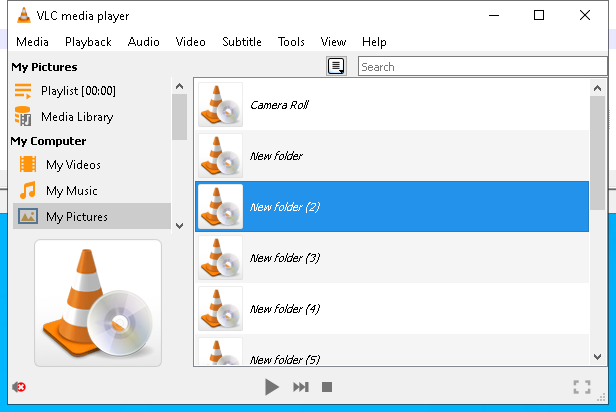 VLC media player
Media Playback Audio Video Subtitle Tools View Help
My Pictures
Search
Playlist [00:00]
Media Library
My Computer
My Videos
My Music
My Pictures
Camera Roll
New folder
New folder (2)
New folder (3)
New folder (4)
New folder (5)